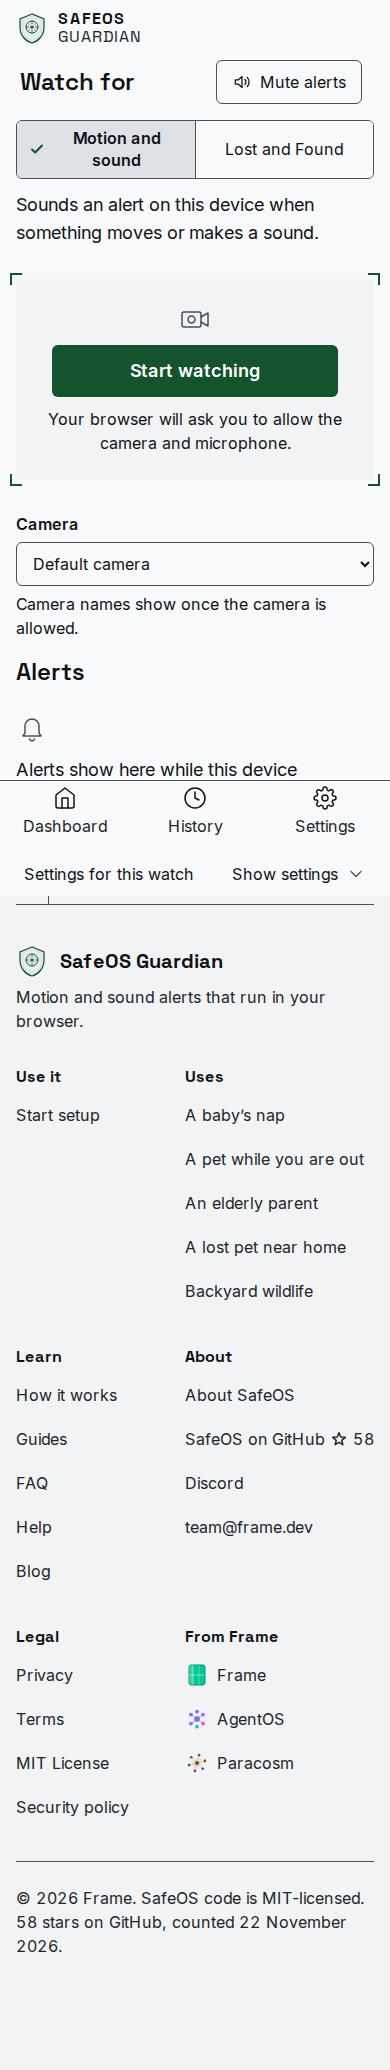 SAFEOS
GUARDIAN
Watch for
Mute alerts
Motion and
sound
Lost and Found
Sounds an alert on this device when
something moves or makes a sound.
Start watching
Your browser will ask you to allow the
camera and microphone.
Camera
Default camera
Camera names show once the camera is
allowed.
Alerts
Alerts show here while this device
Dashboard
History
Settings
Settings for this watch
Show settings
SafeOS Guardian
Motion and sound alerts that run in your
browser.
Use it
Start setup
Uses
A baby’s nap
A pet while you are out
An elderly parent
A lost pet near home
Backyard wildlife
Learn
How it works
Guides
FAQ
Help
Blog
About
About SafeOS
SafeOS on GitHub ☆ 58
Discord
team@frame.dev
Legal
Privacy
Terms
MIT License
Security policy
From Frame
Frame
AgentOS
Paracosm
© 2026 Frame. SafeOS code is MIT-licensed.
58 stars on GitHub, counted 22 November
2026.